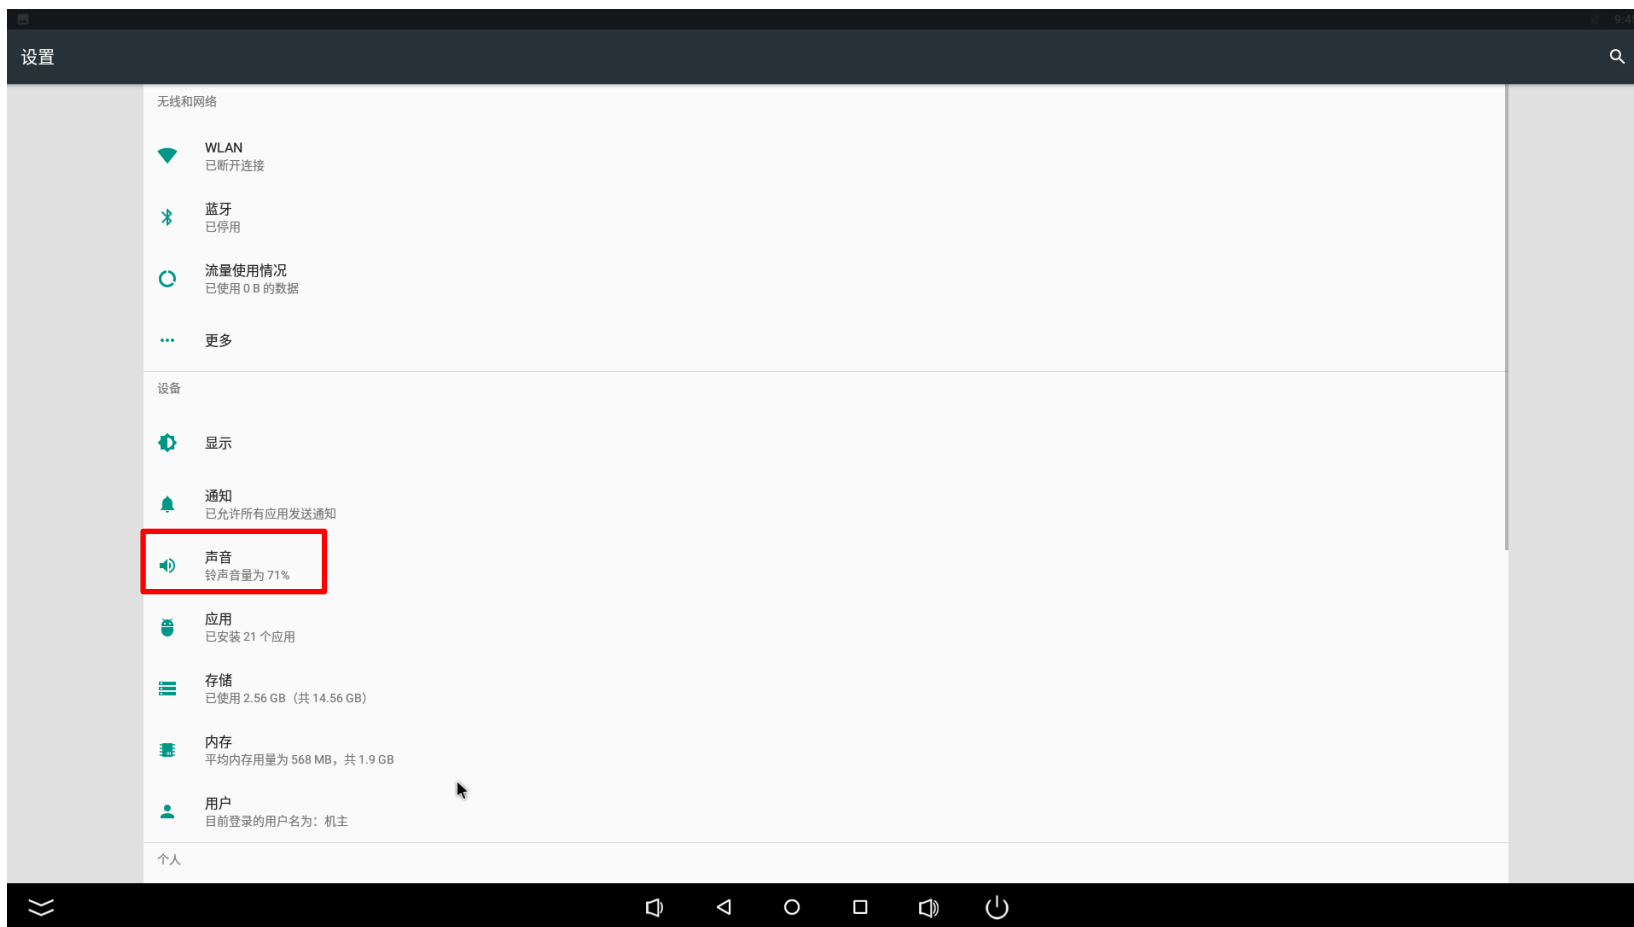 9:4
设置
无线和网络
WLAN
已断开连接
蓝牙
已停用
流量使用情况
已使用 0 B 的数据
更多
设备
显示
通知
已允许所有应用发送通知
声音
铃声音量为 71%
应用
已安装 21 个应用
存储
已使用 2.56 GB（共 14.56 GB）
内存
平均内存用量为 568 MB，共 1.9 GB
用户
目前登录的用户名为：机主
个人